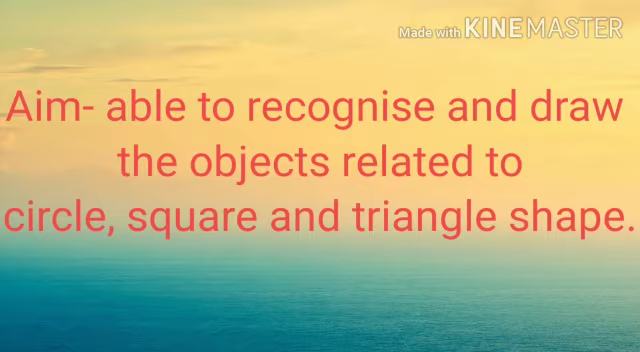 Made with KINEMASTER
Aim- able to recognise and draw
the objects related to
circle, square and triangle shape.